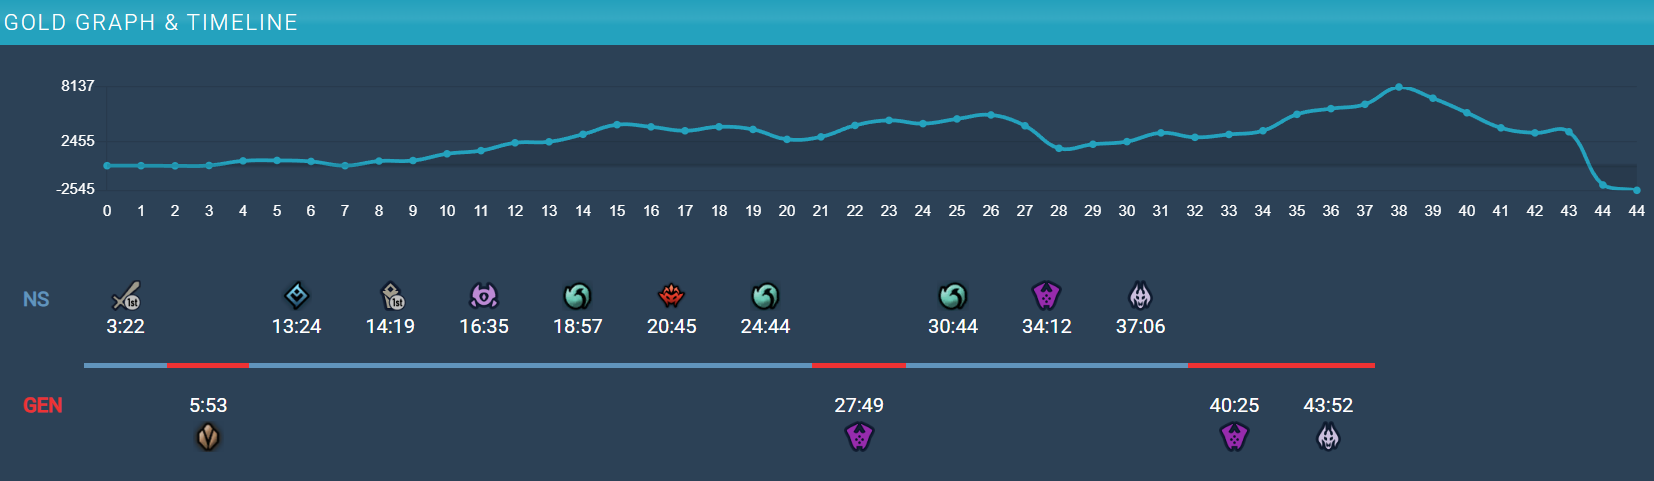 GOLD GRAPH & TIMELINE
8137
2455
-2545
0 1 2 3 4 5 6 7 8 9 10 11 12 13 14 15 16 17 18 19 20 21 22 23 24 25 26 27 28 29 30 31 32 33 34 35 36 37 38 39 40 41 42 43 44 44
1st 1st
NS
3:22 13:24 14:19 16:35 18:57 20:45 24:44 30:44 34:12 37:06
GEN 5:53 27:49 40:25 43:52